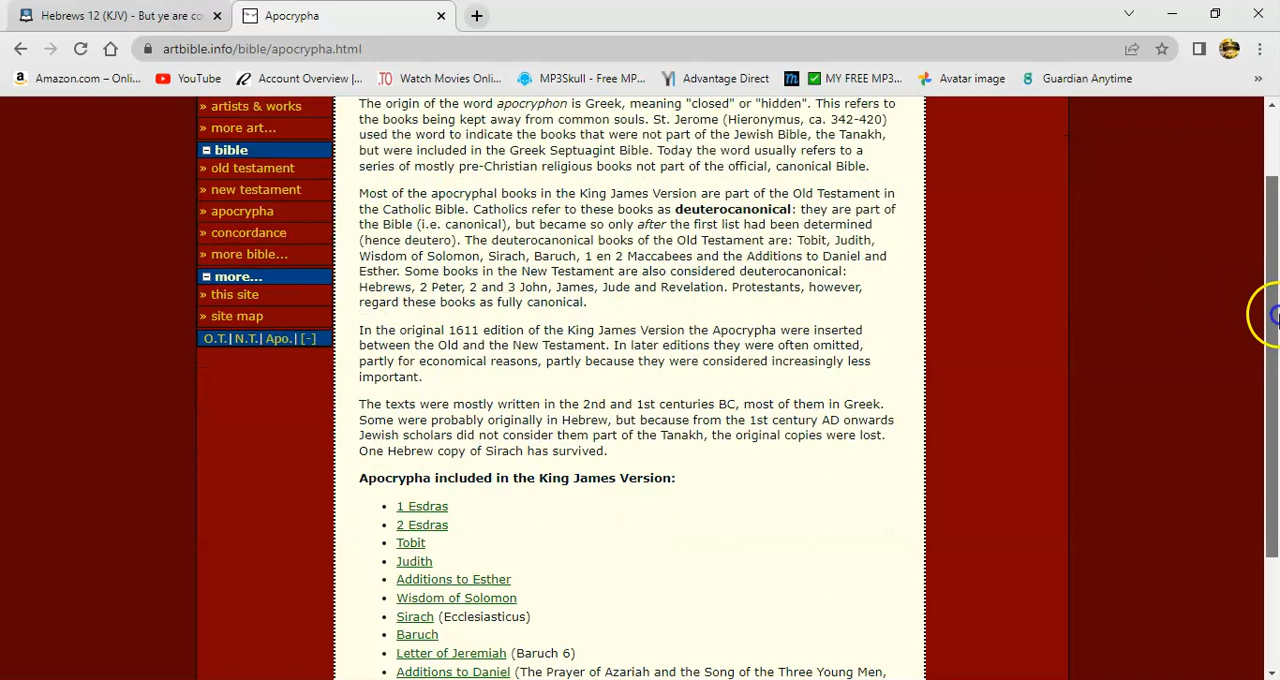 Hebrews 12 (KJV) - But ye are co
Apocrypha
artbible.info/bible/apocrypha.html
Amazon.com – Onli...
YouTube
Account Overview |...
Watch Movies Onli...
MP3Skull - Free MP...
Advantage Direct
MY FREE MP3...
Avatar image
Guardian Anytime
»
» artists & works
» more art...
bible
» old testament
» new testament
» apocrypha
» concordance
» more bible...
more...
» this site
» site map
O.T.| N.T.| Apo.| [-]
The origin of the word apocryphon is Greek, meaning "closed" or "hidden". This refers to
the books being kept away from common souls. St. Jerome (Hieronymus, ca. 342-420)
used the word to indicate the books that were not part of the Jewish Bible, the Tanakh,
but were included in the Greek Septuagint Bible. Today the word usually refers to a
series of mostly pre-Christian religious books not part of the official, canonical Bible.
Most of the apocryphal books in the King James Version are part of the Old Testament in
the Catholic Bible. Catholics refer to these books as deuterocanonical: they are part of
the Bible (i.e. canonical), but became so only after the first list had been determined
(hence deutero). The deuterocanonical books of the Old Testament are: Tobit, Judith,
Wisdom of Solomon, Sirach, Baruch, 1 en 2 Maccabees and the Additions to Daniel and
Esther. Some books in the New Testament are also considered deuterocanonical:
Hebrews, 2 Peter, 2 and 3 John, James, Jude and Revelation. Protestants, however,
regard these books as fully canonical.
In the original 1611 edition of the King James Version the Apocrypha were inserted
between the Old and the New Testament. In later editions they were often omitted,
partly for economical reasons, partly because they were considered increasingly less
important.
The texts were mostly written in the 2nd and 1st centuries BC, most of them in Greek.
Some were probably originally in Hebrew, but because from the 1st century AD onwards
Jewish scholars did not consider them part of the Tanakh, the original copies were lost.
One Hebrew copy of Sirach has survived.
Apocrypha included in the King James Version:
• 1 Esdras
• 2 Esdras
• Tobit
• Judith
• Additions to Esther
• Wisdom of Solomon
• Sirach (Ecclesiasticus)
• Baruch
• Letter of Jeremiah (Baruch 6)
• Additions to Daniel (The Prayer of Azariah and the Song of the Three Young Men,